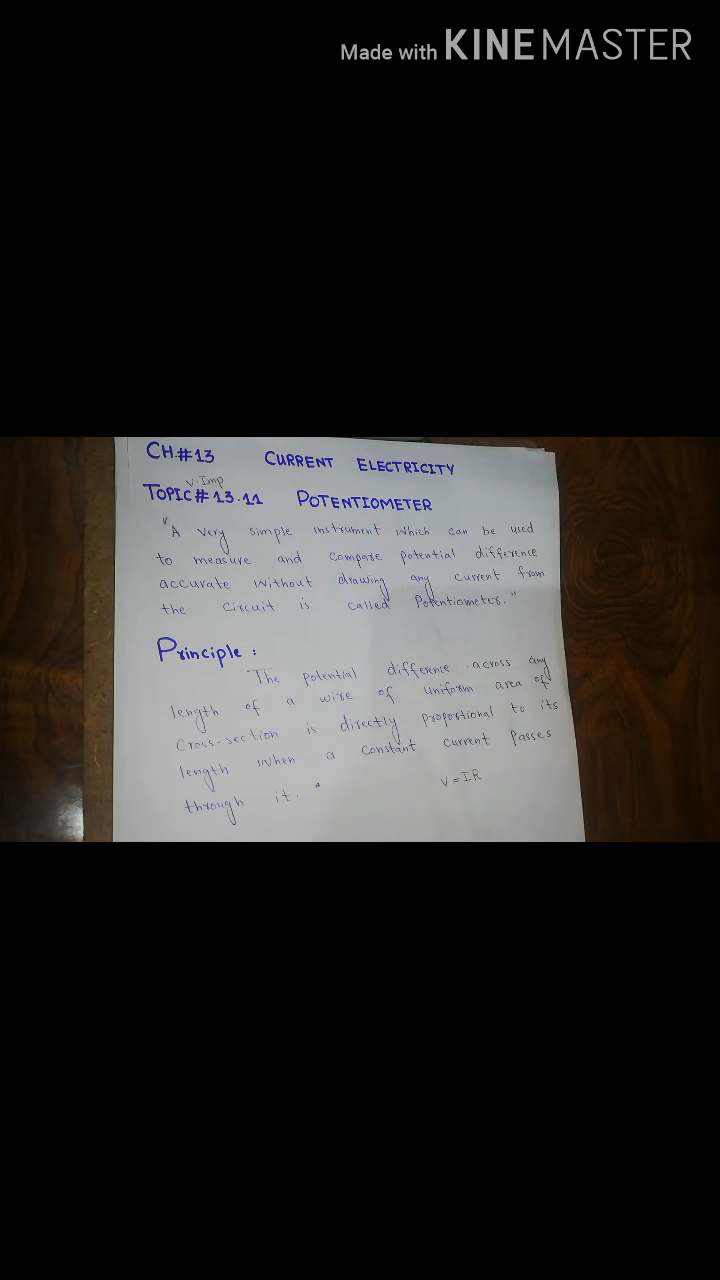 Made with KINEMASTER
CH.#13 CURRENT ELECTRICITY
V.Imp
TOPIC# 13.11 POTENTIOMETER
"A very simple instrument which can be used
to measure and compare potential difference
accurate without drawing any current from
the circuit is called Potentiometer."
Principle :
The potential difference across any
length of a wire of uniform area of
cross-section is directly proportional to its
length when a constant current passes
through it. "
V=IR